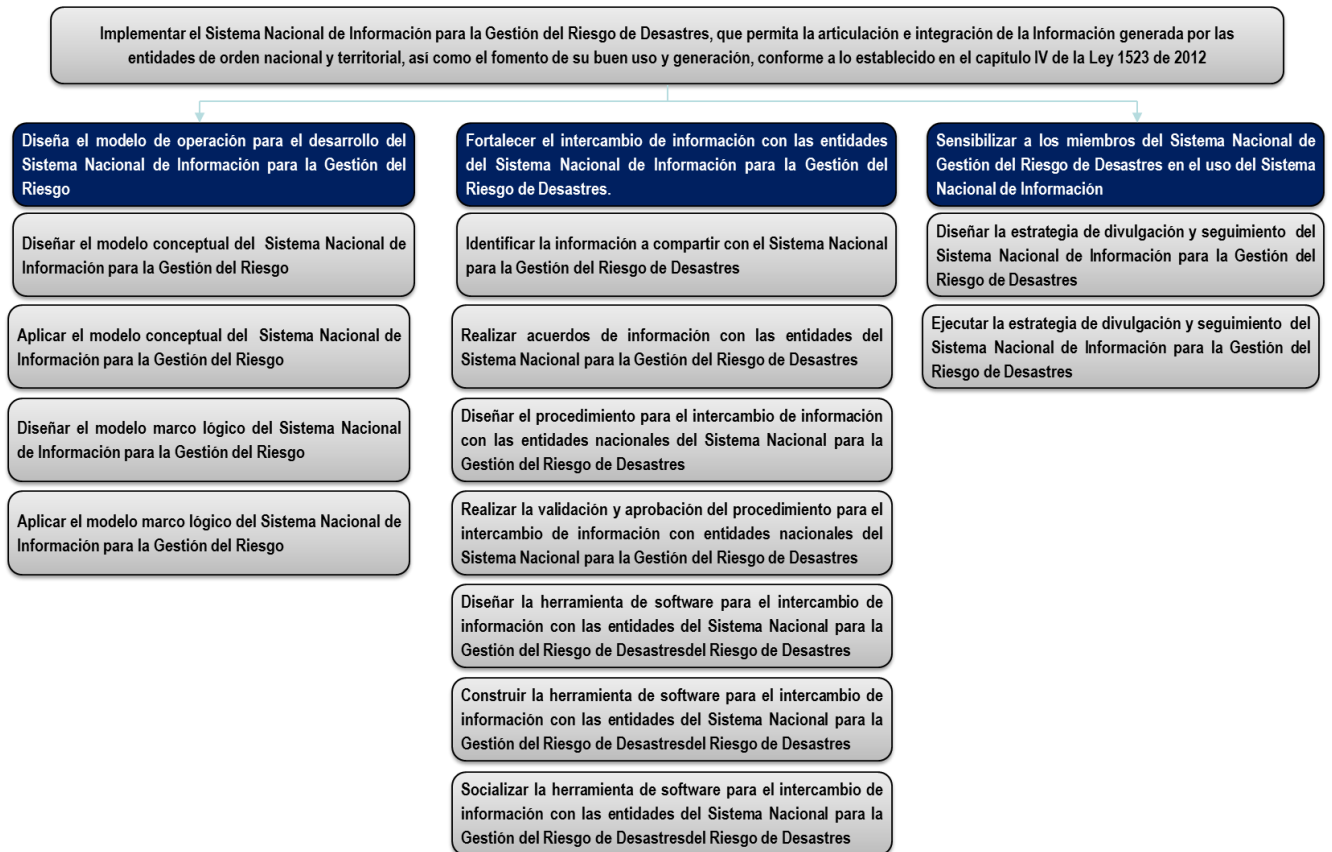 Implementar el Sistema Nacional de Información para la Gestión del Riesgo de Desastres, que permita la articulación e integración de la Información generada por las
entidades de orden nacional y territorial, así como el fomento de su buen uso y generación, conforme a lo establecido en el capítulo IV de la Ley 1523 de 2012
Diseña el modelo de operación para el desarrollo del
Sistema Nacional de Información para la Gestión del
Riesgo
Diseñar el modelo conceptual del Sistema Nacional de
Información para la Gestión del Riesgo
Aplicar el modelo conceptual del Sistema Nacional de
Información para la Gestión del Riesgo
Diseñar el modelo marco lógico del Sistema Nacional
de Información para la Gestión del Riesgo
Aplicar el modelo marco lógico del Sistema Nacional de
Información para la Gestión del Riesgo
Fortalecer el intercambio de información con las entidades
del Sistema Nacional de Información para la Gestión del
Riesgo de Desastres.
Identificar la información a compartir con el Sistema Nacional
para la Gestión del Riesgo de Desastres
Realizar acuerdos de información con las entidades del
Sistema Nacional para la Gestión del Riesgo de Desastres
Diseñar el procedimiento para el intercambio de información
con las entidades nacionales del Sistema Nacional para la
Gestión del Riesgo de Desastres
Realizar la validación y aprobación del procedimiento para el
intercambio de información con entidades nacionales del
Sistema Nacional para la Gestión del Riesgo de Desastres
Diseñar la herramienta de software para el intercambio de
información con las entidades del Sistema Nacional para la
Gestión del Riesgo de Desastresdel Riesgo de Desastres
Construir la herramienta de software para el intercambio de
información con las entidades del Sistema Nacional para la
Gestión del Riesgo de Desastresdel Riesgo de Desastres
Socializar la herramienta de software para el intercambio de
información con las entidades del Sistema Nacional para la
Gestión del Riesgo de Desastresdel Riesgo de Desastres
Sensibilizar a los miembros del Sistema Nacional de
Gestión del Riesgo de Desastres en el uso del Sistema
Nacional de Información
Diseñar la estrategia de divulgación y seguimiento del
Sistema Nacional de Información para la Gestión del
Riesgo de Desastres
Ejecutar la estrategia de divulgación y seguimiento del
Sistema Nacional de Información para la Gestión del
Riesgo de Desastres